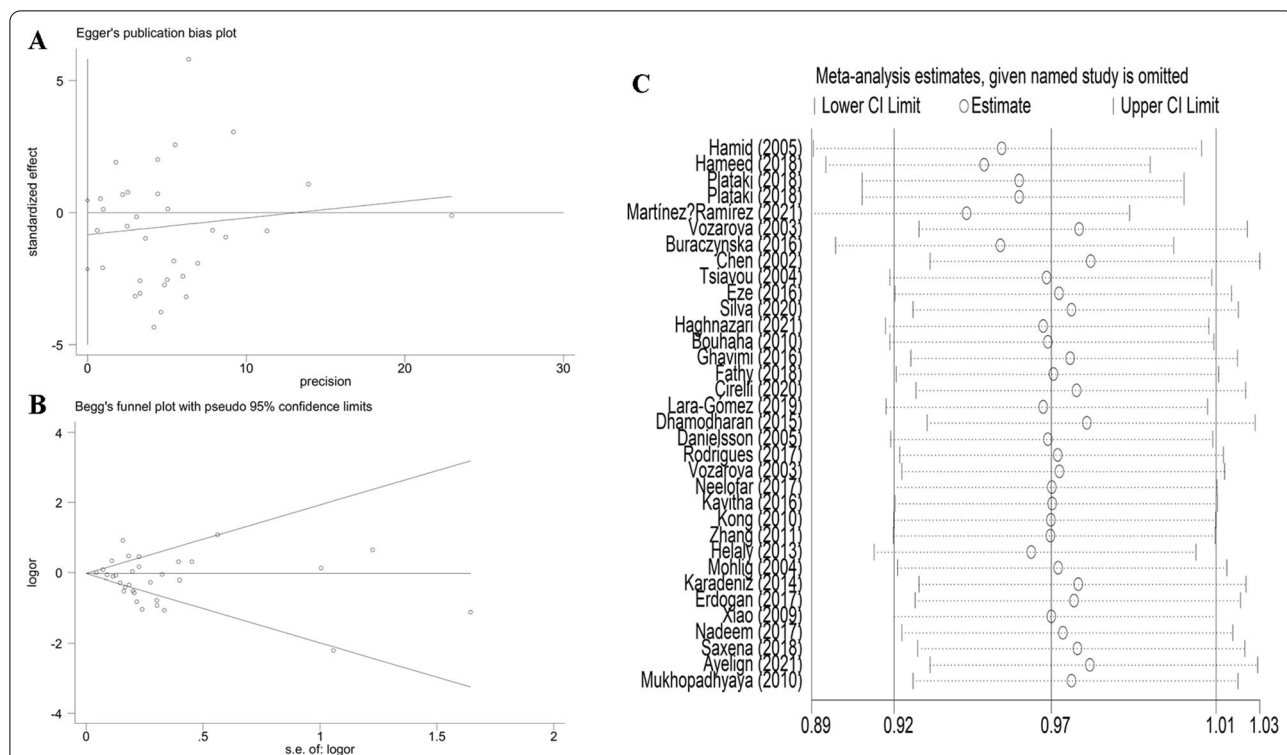 A
Egger's publication bias plot
standardized effect
5
0
-5
0
10
20
30
precision
B
Begg's funnel plot with pseudo 95% confidence limits
logor
4
2
0
-2
-4
0
.5
1
1.5
2
s.e. of: logor
C
Meta-analysis estimates, given named study is omitted
Lower CI Limit
Estimate
Upper CI Limit
Hamid (2005)
Hameed (2018)
Plataki (2018)
Plataki (2018)
Martínez?Ramírez (2021)
Vozarova (2003)
Buraczynska (2016)
Chen (2002)
Tsiavou (2004)
Eze (2016)
Silva (2020)
Haghnazari (2021)
Bouhaha (2010)
Ghavimi (2016)
Fathy (2018)
Cirelli (2020)
Lara-Gómez (2019)
Dhamodharan (2015)
Danielsson (2005)
Rodrigues (2017)
Vozarova (2003)
Neelofar (2017)
Kavitha (2016)
Kong (2010)
Zhang (2011)
Helaly (2013)
Mohlig (2004)
Karadeniz (2014)
Erdogan (2017)
Xiao (2009)
Nadeem (2017)
Saxena (2018)
Ayelign (2021)
Mukhopadhyaya (2010)
0.89
0.92
0.97
1.01
1.03